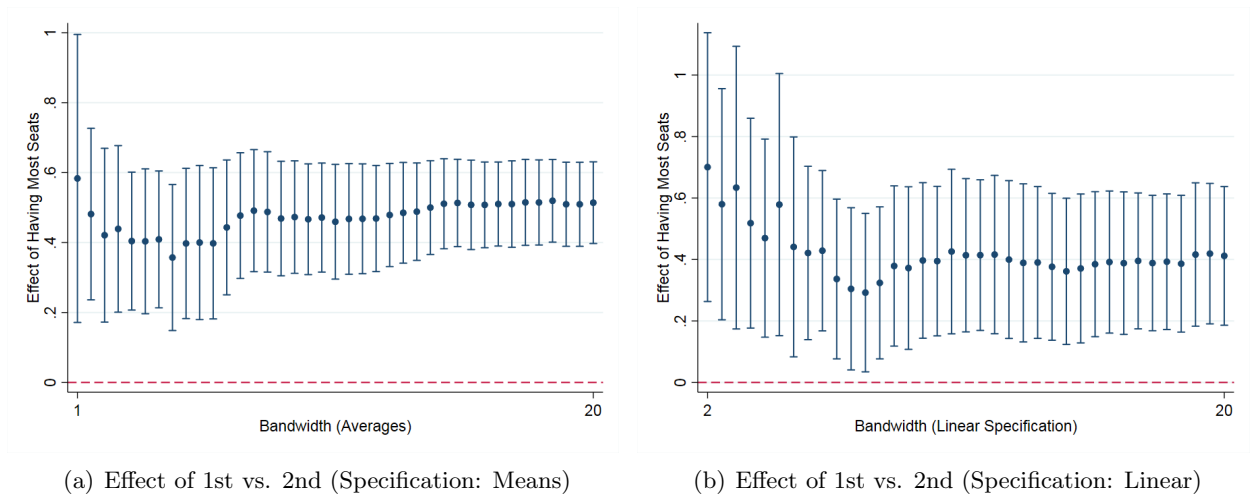 Effect of Having Most Seats
1
.8
.6
.4
.2
0
1
20
Bandwidth (Averages)
(a) Effect of 1st vs. 2nd (Specification: Means)
Effect of Having Most Seats
1
.8
.6
.4
.2
0
2
20
Bandwidth (Linear Specification)
(b) Effect of 1st vs. 2nd (Specification: Linear)